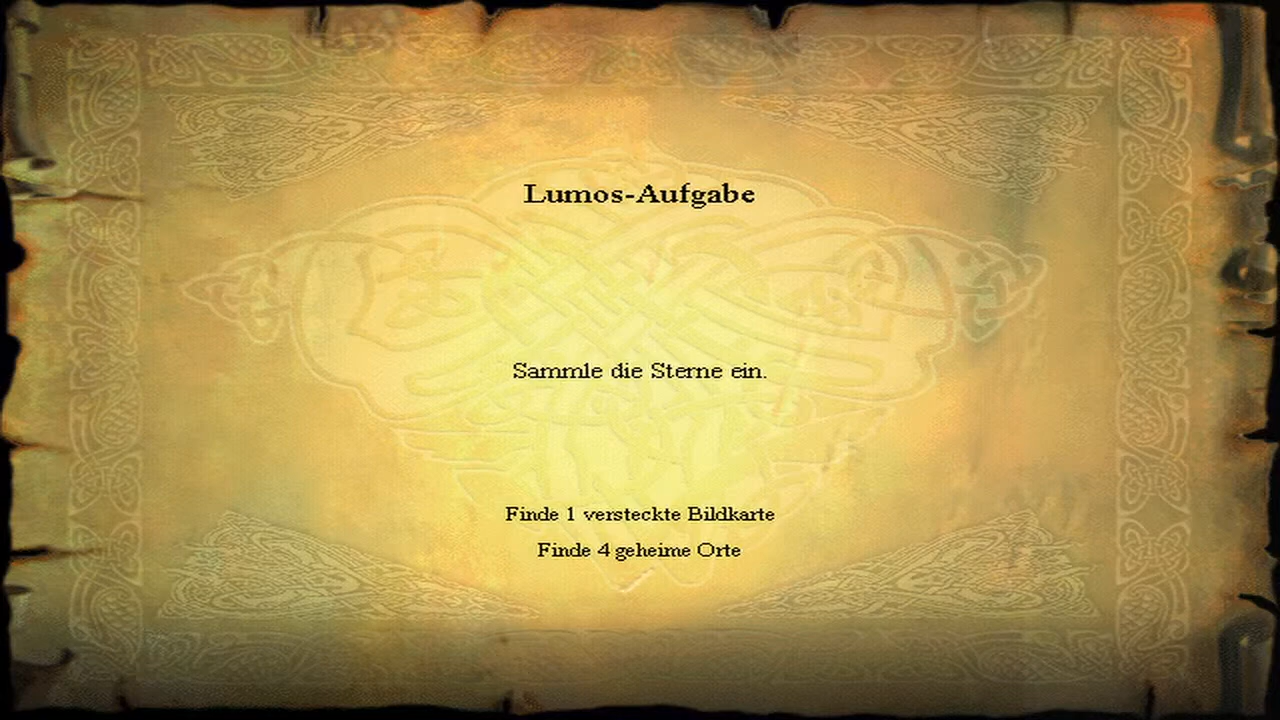 Lumos-Aufgabe
Sammle die Sterne ein.
Finde 1 versteckte Bildkarte
Finde 4 geheime Orte